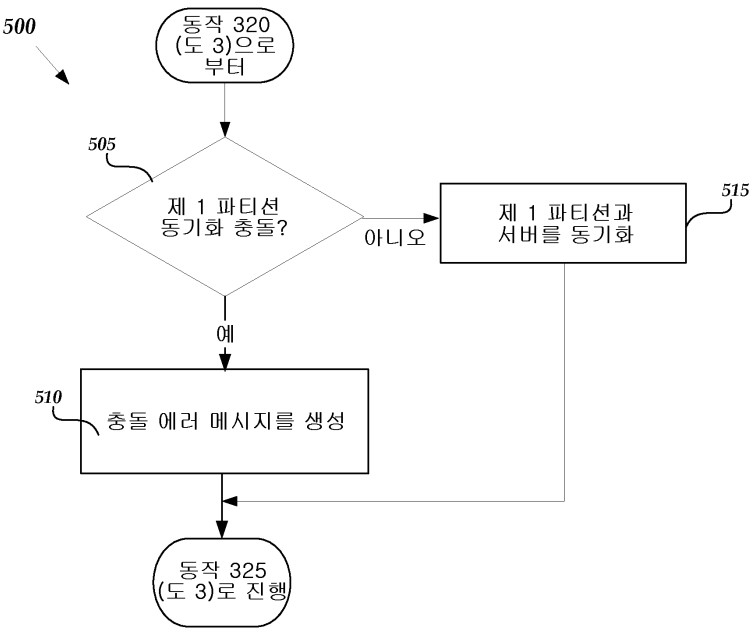 500
동작 320
(도 3)으로
부터
505
제 1 파티션
동기화 충돌?
아니오
515
제 1 파티션과
서버를 동기화
예
510
충돌 에러 메시지를 생성
동작 325
(도 3)로 진행